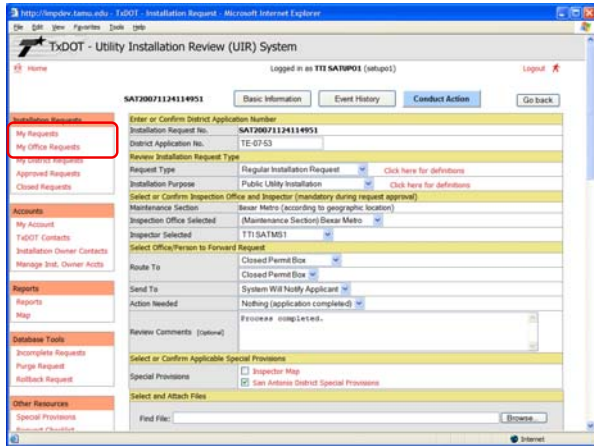 http://impdev.tamu.edu - TxDOT - Installation Request - Microsoft Internet Explorer
File Edit View Favorites Tools Help
TxDOT - Utility Installation Review (UIR) System
Home
Logged in as TTI SATUPO1 (satupo1)
Logout
SAT20071124114951
Basic Information
Event History
Conduct Action
Go back
Installation Requests
My Requests
My Office Requests
My District Requests
Approved Requests
Closed Requests
Accounts
My Account
TxDOT Contacts
Installation Owner Contacts
Manage Inst. Owner Accts
Reports
Reports
Map
Database Tools
Incomplete Requests
Purge Request
Rollback Request
Other Resources
Special Provisions
Request Checklist
Enter or Confirm District Application Number
Installation Request No. SAT20071124114951
District Application No. TE-07-53
Review Installation Request Type
Request Type Regular Installation Request Click here for definitions
Installation Purpose Public Utility Installation Click here for definitions
Select or Confirm Inspection Office and Inspector (mandatory during request approval)
Maintenance Section Bexar Metro (according to geographic location)
Inspection Office Selected (Maintenance Section) Bexar Metro
Inspector Selected TTI SATMS1
Select Office/Person to Forward Request
Route To Closed Permit Box
Closed Permit Box
Send To System Will Notify Applicant
Action Needed Nothing (application completed)
Review Comments [Optional] Process completed.
Select or Confirm Applicable Special Provisions
Special Provisions Inspector Map
San Antonio District Special Provisions
Select and Attach Files
Find File: Browse...
Internet